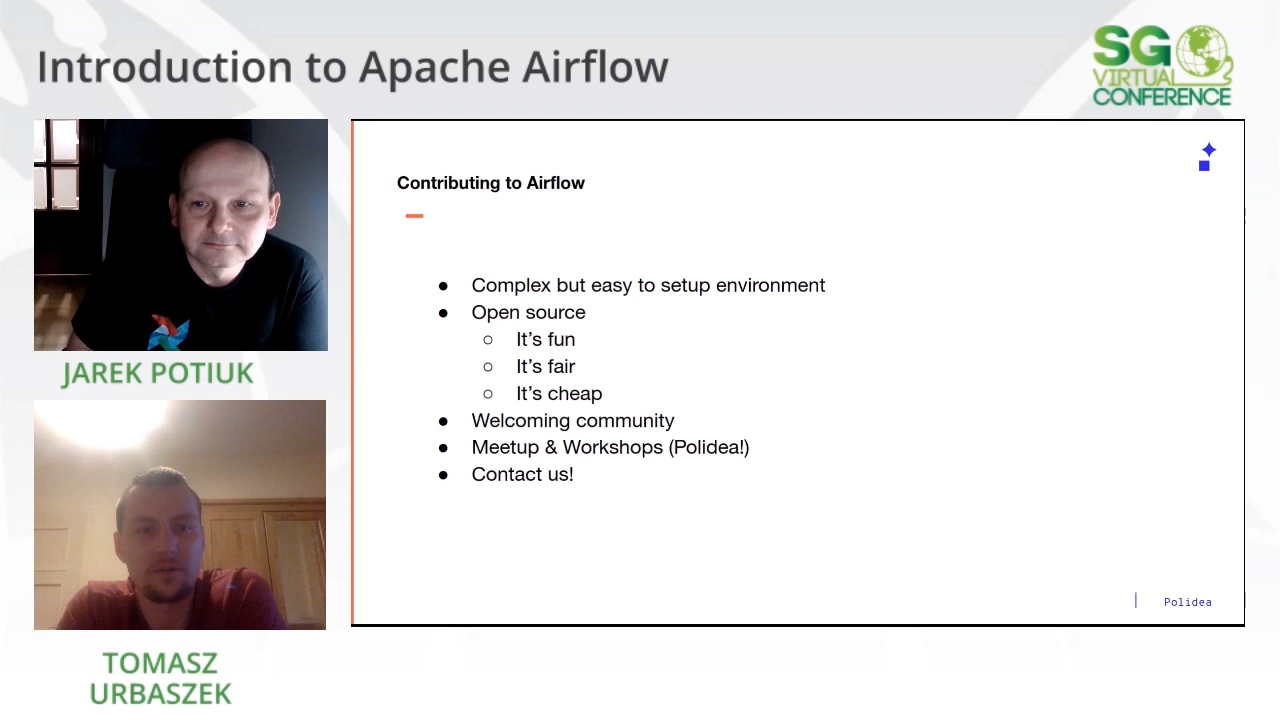 Introduction to Apache Airflow
SG
VIRTUAL
CONFERENCE
JAREK POTIUK
TOMASZ
URBASZEK
Contributing to Airflow
● Complex but easy to setup environment
● Open source
○ It's fun
○ It's fair
○ It's cheap
● Welcoming community
● Meetup & Workshops (Polidea!)
● Contact us!
Polidea